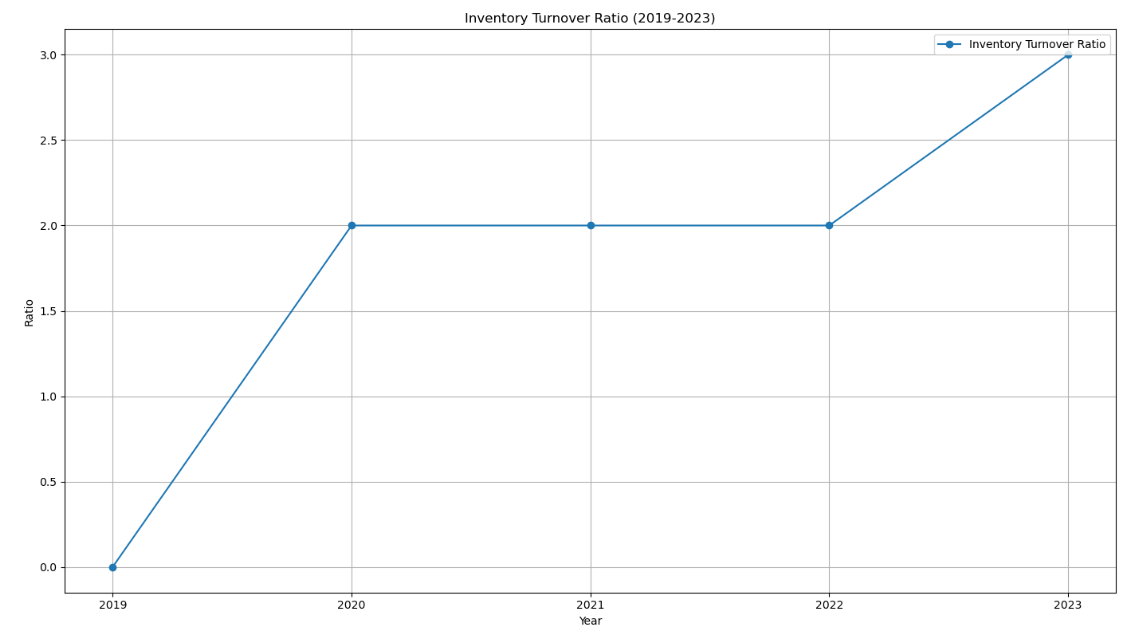 Inventory Turnover Ratio (2019-2023)
Inventory Turnover Ratio
3.0
2.5
2.0
1.5
1.0
0.5
0.0
Ratio
2019 2020 2021 2022 2023
Year